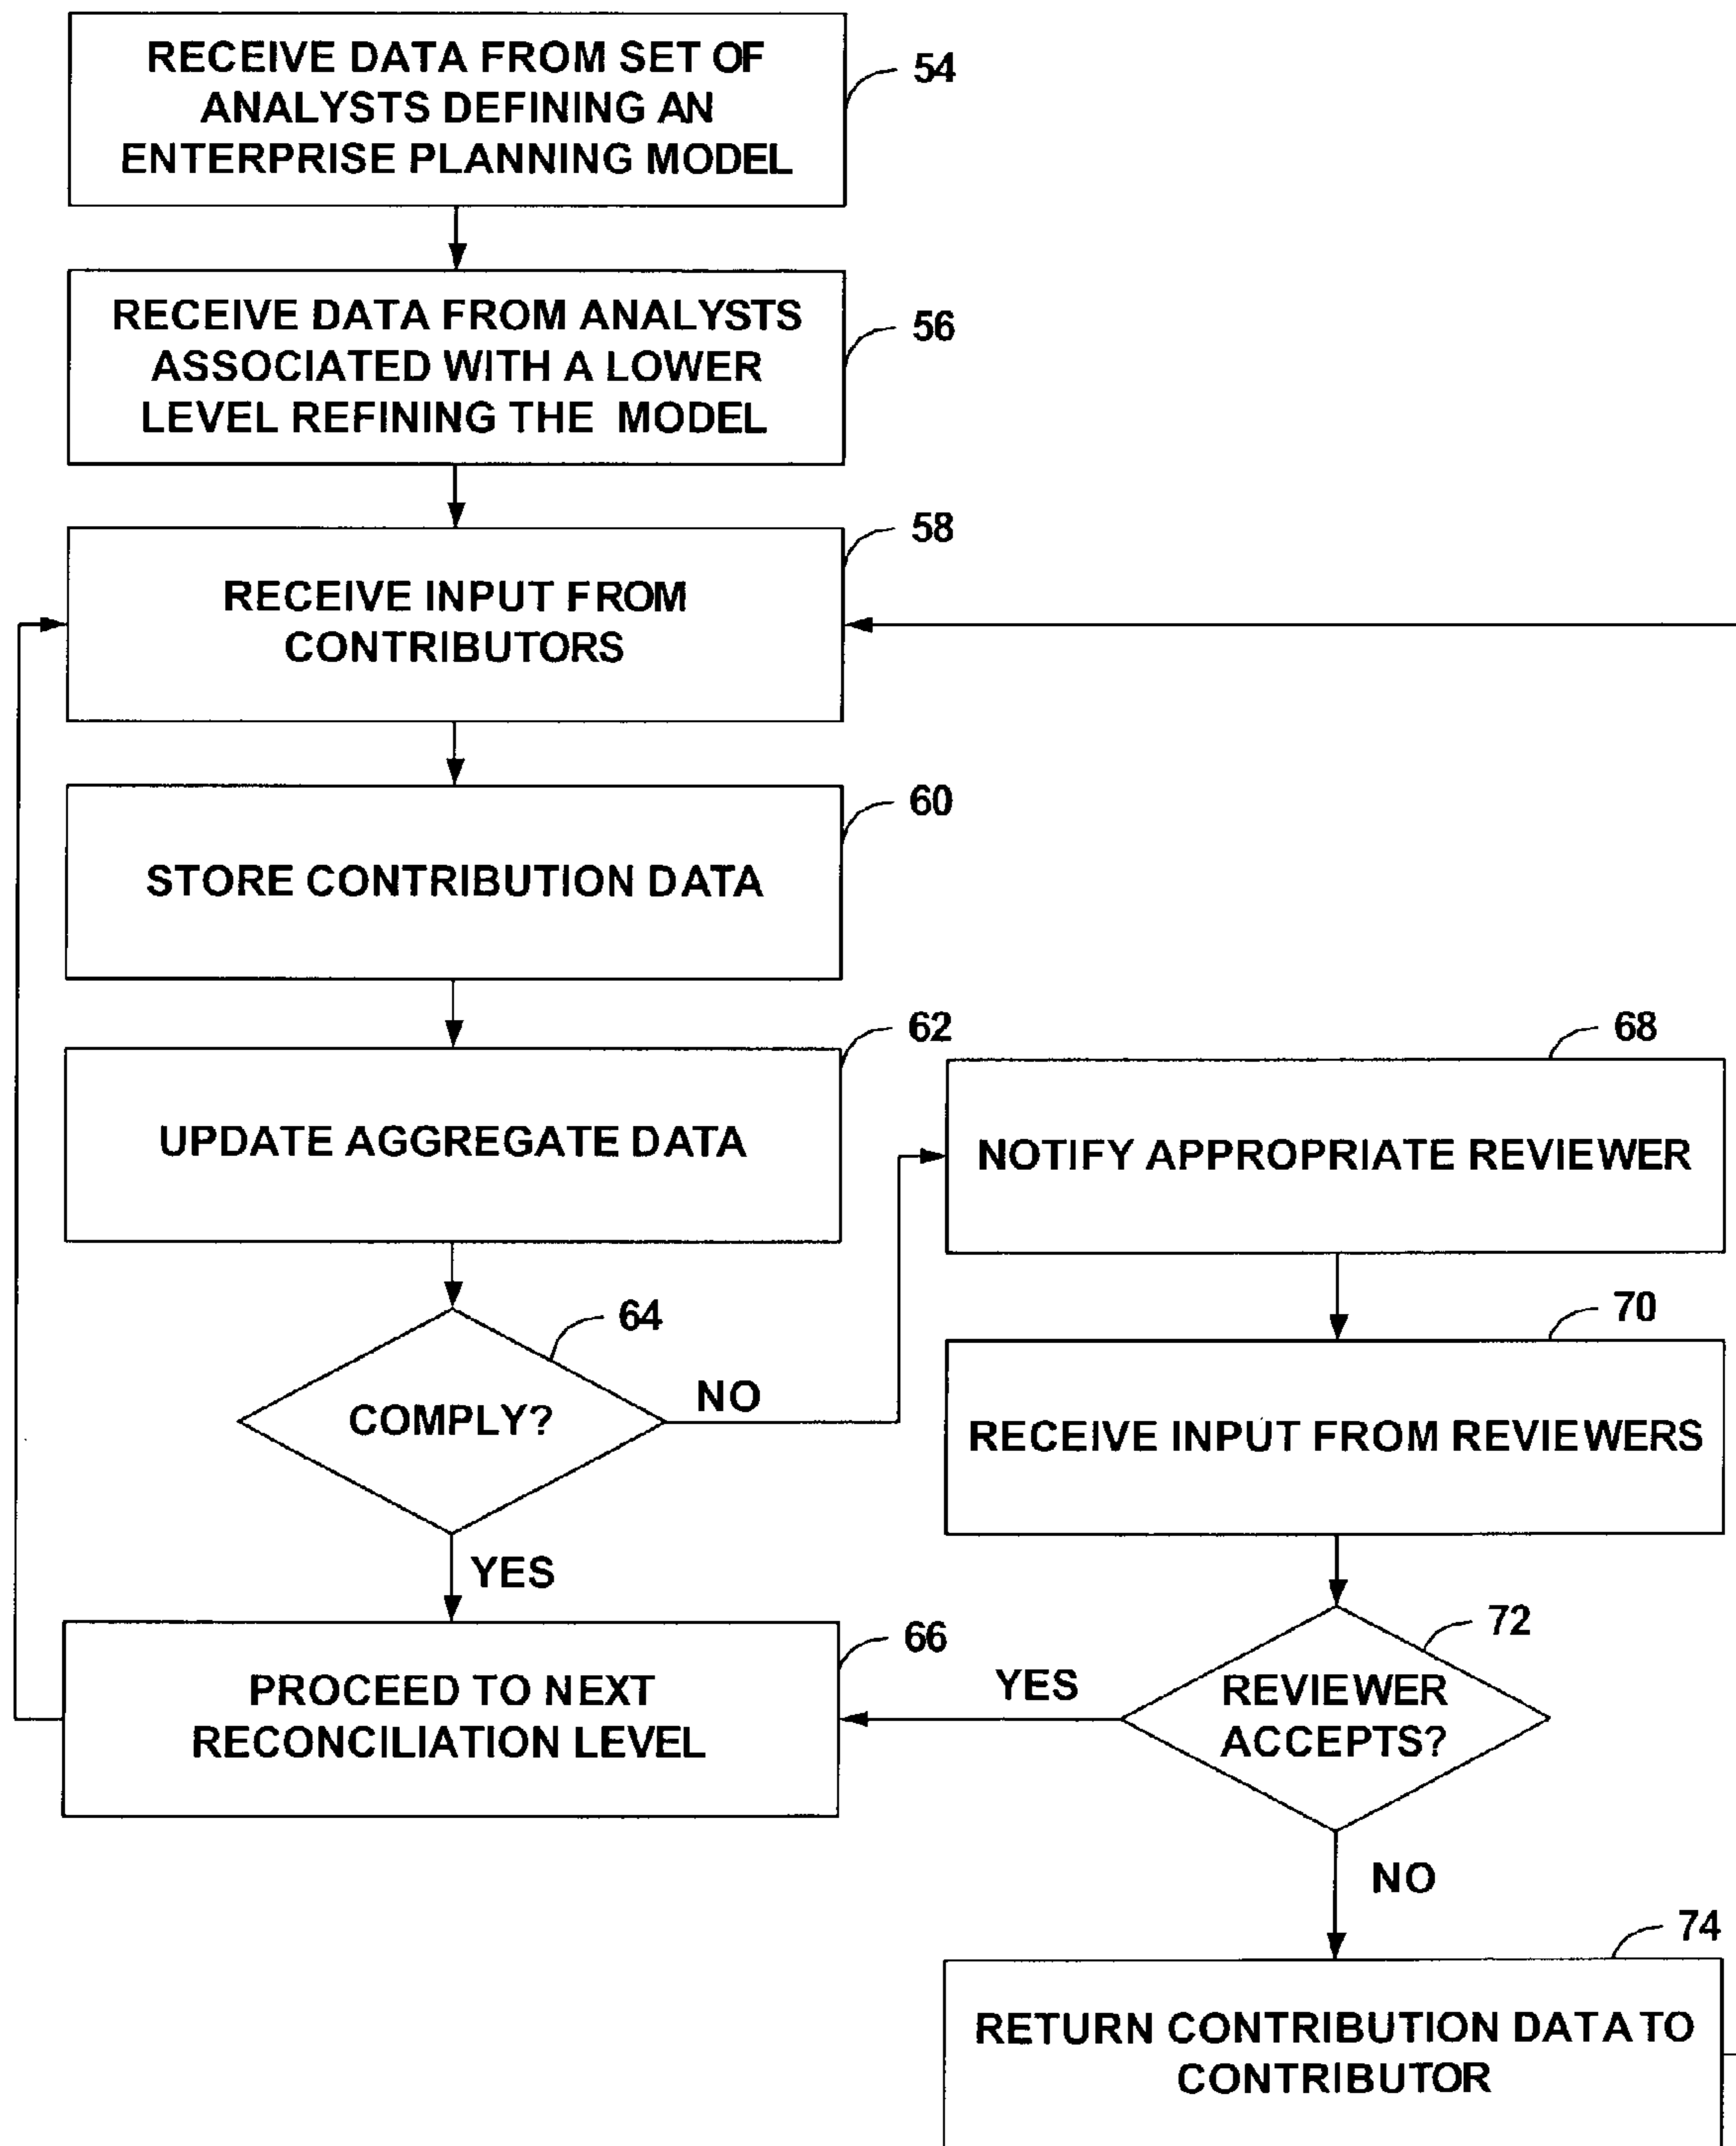 RECEIVE DATA FROM SET OF
ANALYSTS DEFINING AN
ENTERPRISE PLANNING MODEL
54
RECEIVE DATA FROM ANALYSTS
ASSOCIATED WITH A LOWER
LEVEL REFINING THE MODEL
56
RECEIVE INPUT FROM
CONTRIBUTORS
58
STORE CONTRIBUTION DATA
60
UPDATE AGGREGATE DATA
62
COMPLY?
64
NO
YES
PROCEED TO NEXT
RECONCILIATION LEVEL
66
NOTIFY APPROPRIATE REVIEWER
68
RECEIVE INPUT FROM REVIEWERS
70
REVIEWER
ACCEPTS?
72
YES
NO
RETURN CONTRIBUTION DATA TO
CONTRIBUTOR
74